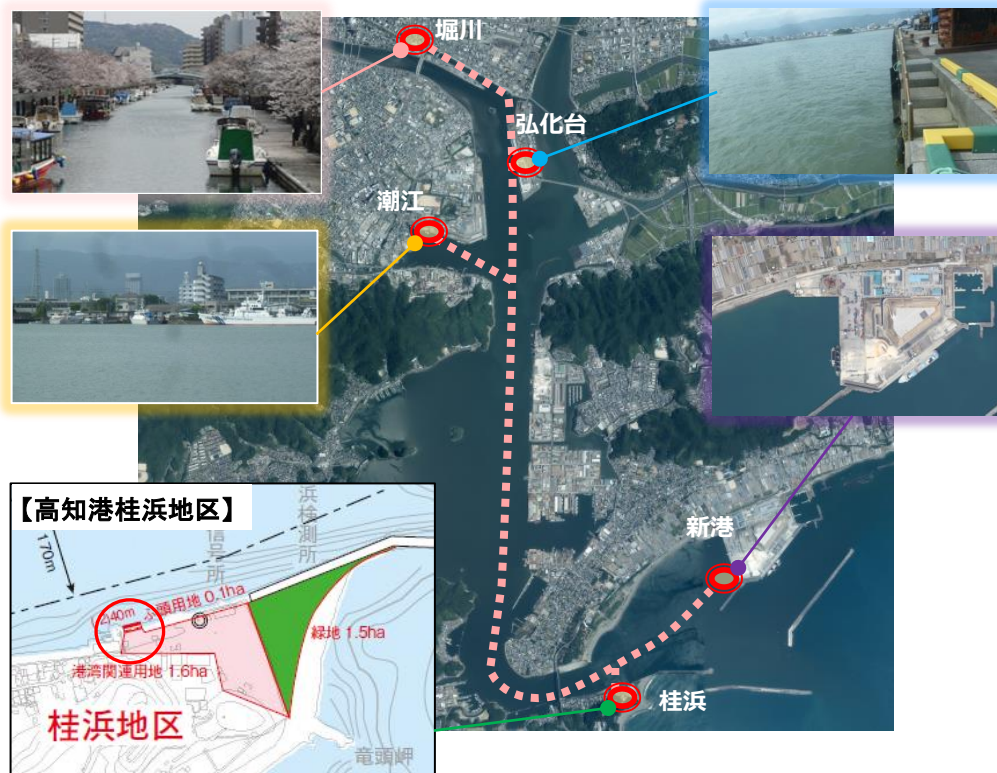 堀川
弘化台
潮江
新港
桂浜
【高知港桂浜地区】
170m
信号所
浜検測所
(-2)40m
ふ頭用地 0.1ha
緑地 1.5ha
港湾関連用地 1.6ha
桂浜地区
竜頭岬